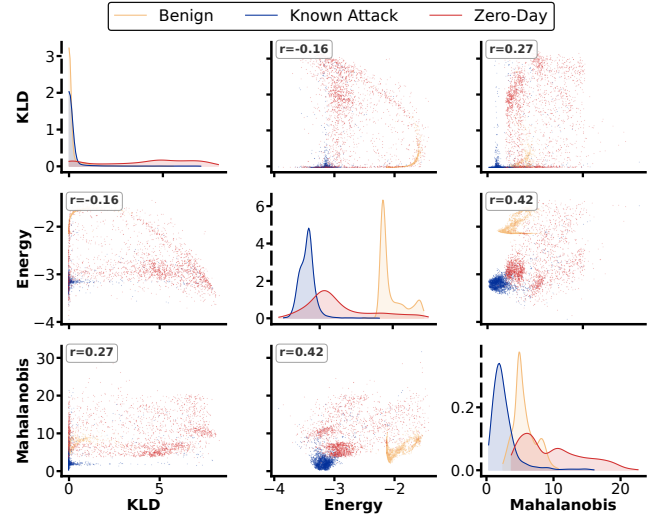 Benign Known Attack Zero-Day
KLD
3
2
1
0
0
5
r=-0.16
r=0.27
Energy
−2
−3
−4
r=-0.16
6
4
2
0
r=0.42
Mahalanobis
30
20
10
0
r=0.27
r=0.42
0.2
0.0
0 5
−4 −3 −2
0 10 20
KLD Energy Mahalanobis